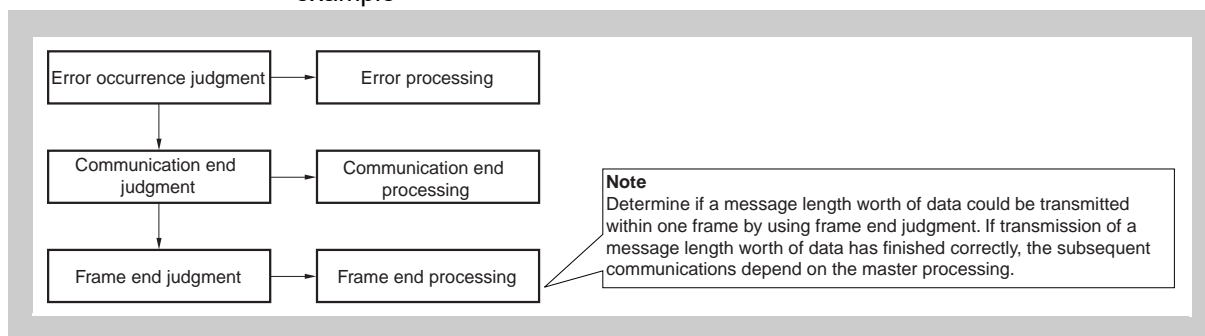 example
Error occurrence judgment
Error processing
Communication end
judgment
Communication end
processing
Frame end judgment
Frame end processing
Note
Determine if a message length worth of data could be transmitted
within one frame by using frame end judgment. If transmission of a
message length worth of data has finished correctly, the subsequent
communications depend on the master processing.